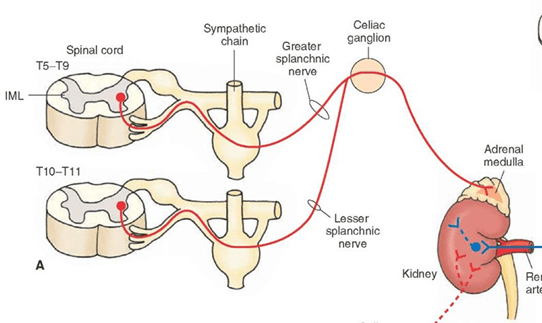 Spinal cord
T5–T9
IML
Sympathetic
chain
Greater
splanchnic
nerve
Celiac
ganglion
T10–T11
Lesser
splanchnic
nerve
Adrenal
medulla
Kidney
A